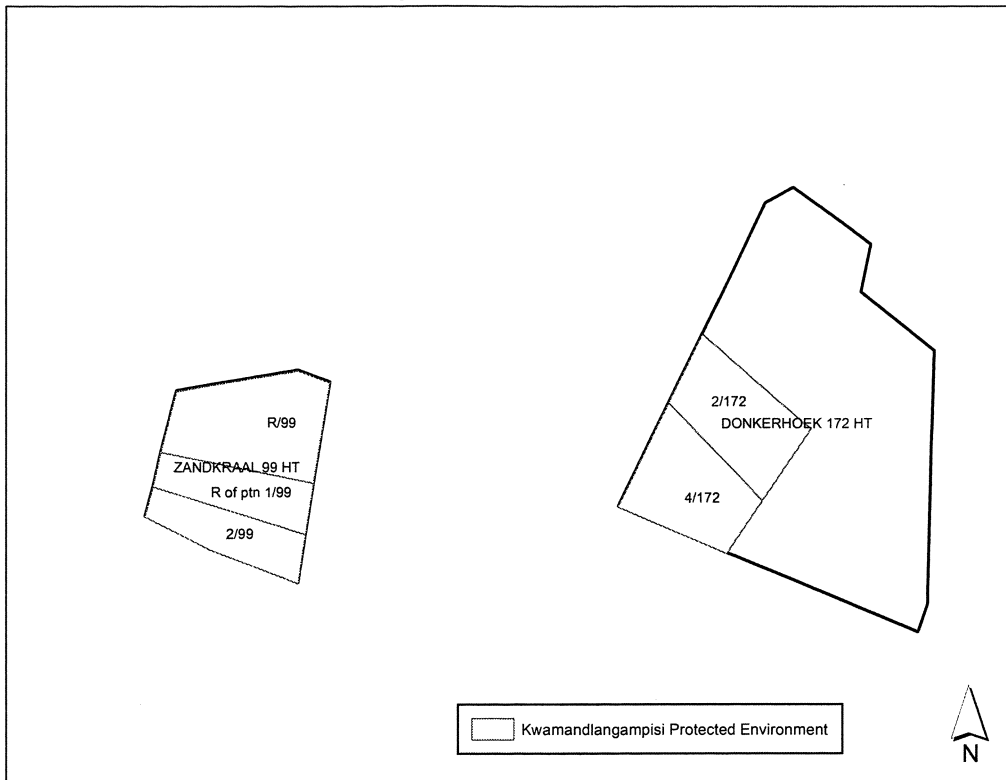 R/99
ZANDKRAAL 99 HT
R of ptn 1/99
2/99
2/172
DONKERHOEK 172 HT
4/172
Kwamandlangampisi Protected Environment
N